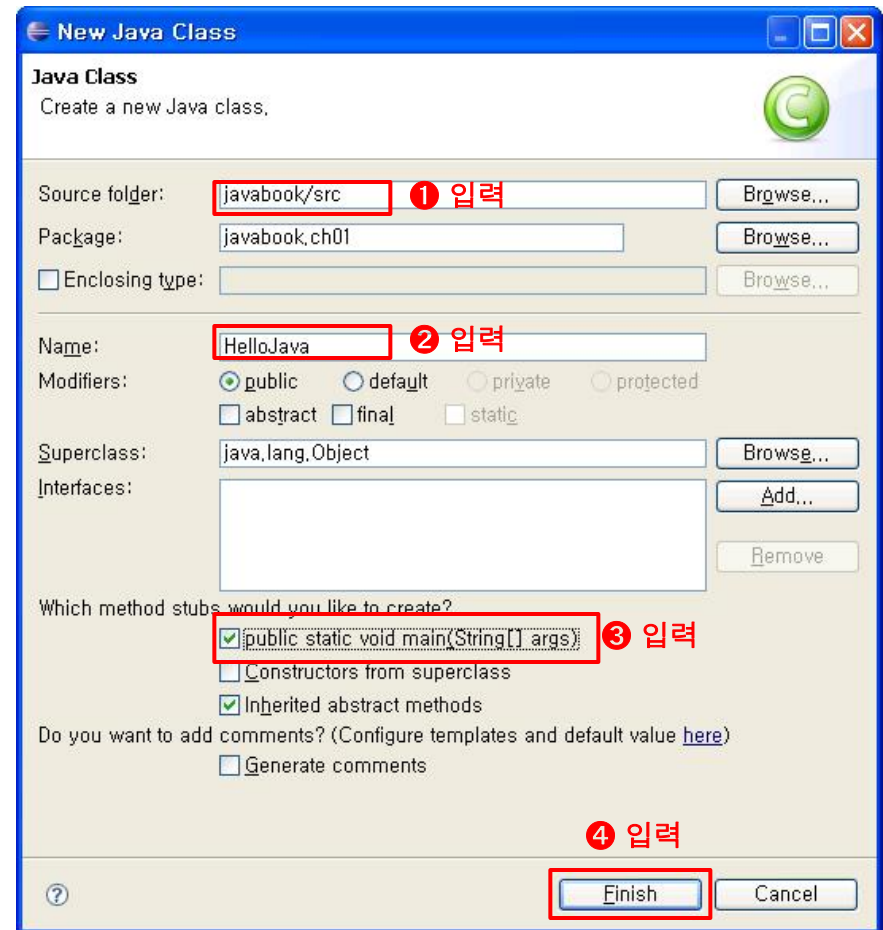 New Java Class
Java Class
Create a new Java class.
Source folder: javabook/src ❶ 입력 Browse...
Package: javabook.ch01 Browse...
Enclosing type: Browse...
Name: HelloJava ❷ 입력
Modifiers: public default private protected
abstract final static
Superclass: java.lang.Object Browse...
Interfaces: Add...
Remove
Which method stubs would you like to create?
public static void main(String[] args) ❸ 입력
Constructors from superclass
Inherited abstract methods
Do you want to add comments? (Configure templates and default value here)
Generate comments
❹ 입력
? Finish Cancel